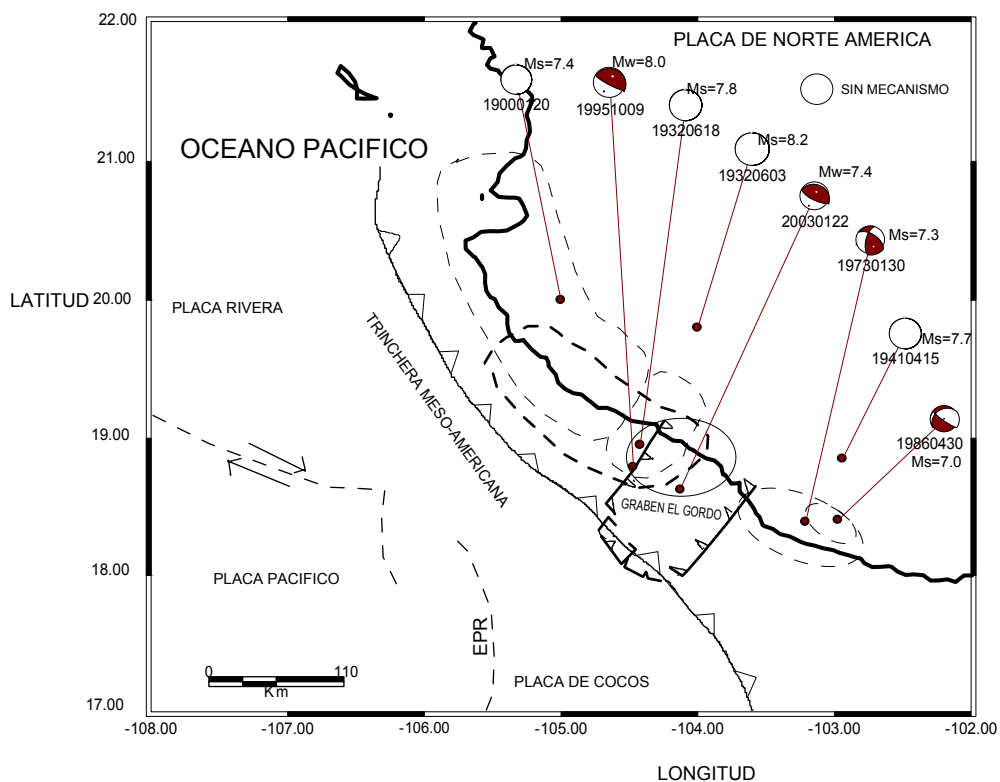 22.00
PLACA DE NORTE AMERICA
Ms=7.4
Mw=8.0
Ms=7.8
SIN MECANISMO
19000120
19951009
19320618
Ms=8.2
21.00
OCEANO PACIFICO
19320603
Mw=7.4
20030122
Ms=7.3
19730130
LATITUD
20.00
PLACA RIVERA
Ms=7.7
19410415
TRINCHERA MESO-AMERICANA
19.00
19860430
Ms=7.0
GRABEN EL GORDO
18.00
PLACA PACIFICO
EPR
0
110
Km
PLACA DE COCOS
17.00
-108.00
-107.00
-106.00
-105.00
-104.00
-103.00
-102.00
LONGITUD